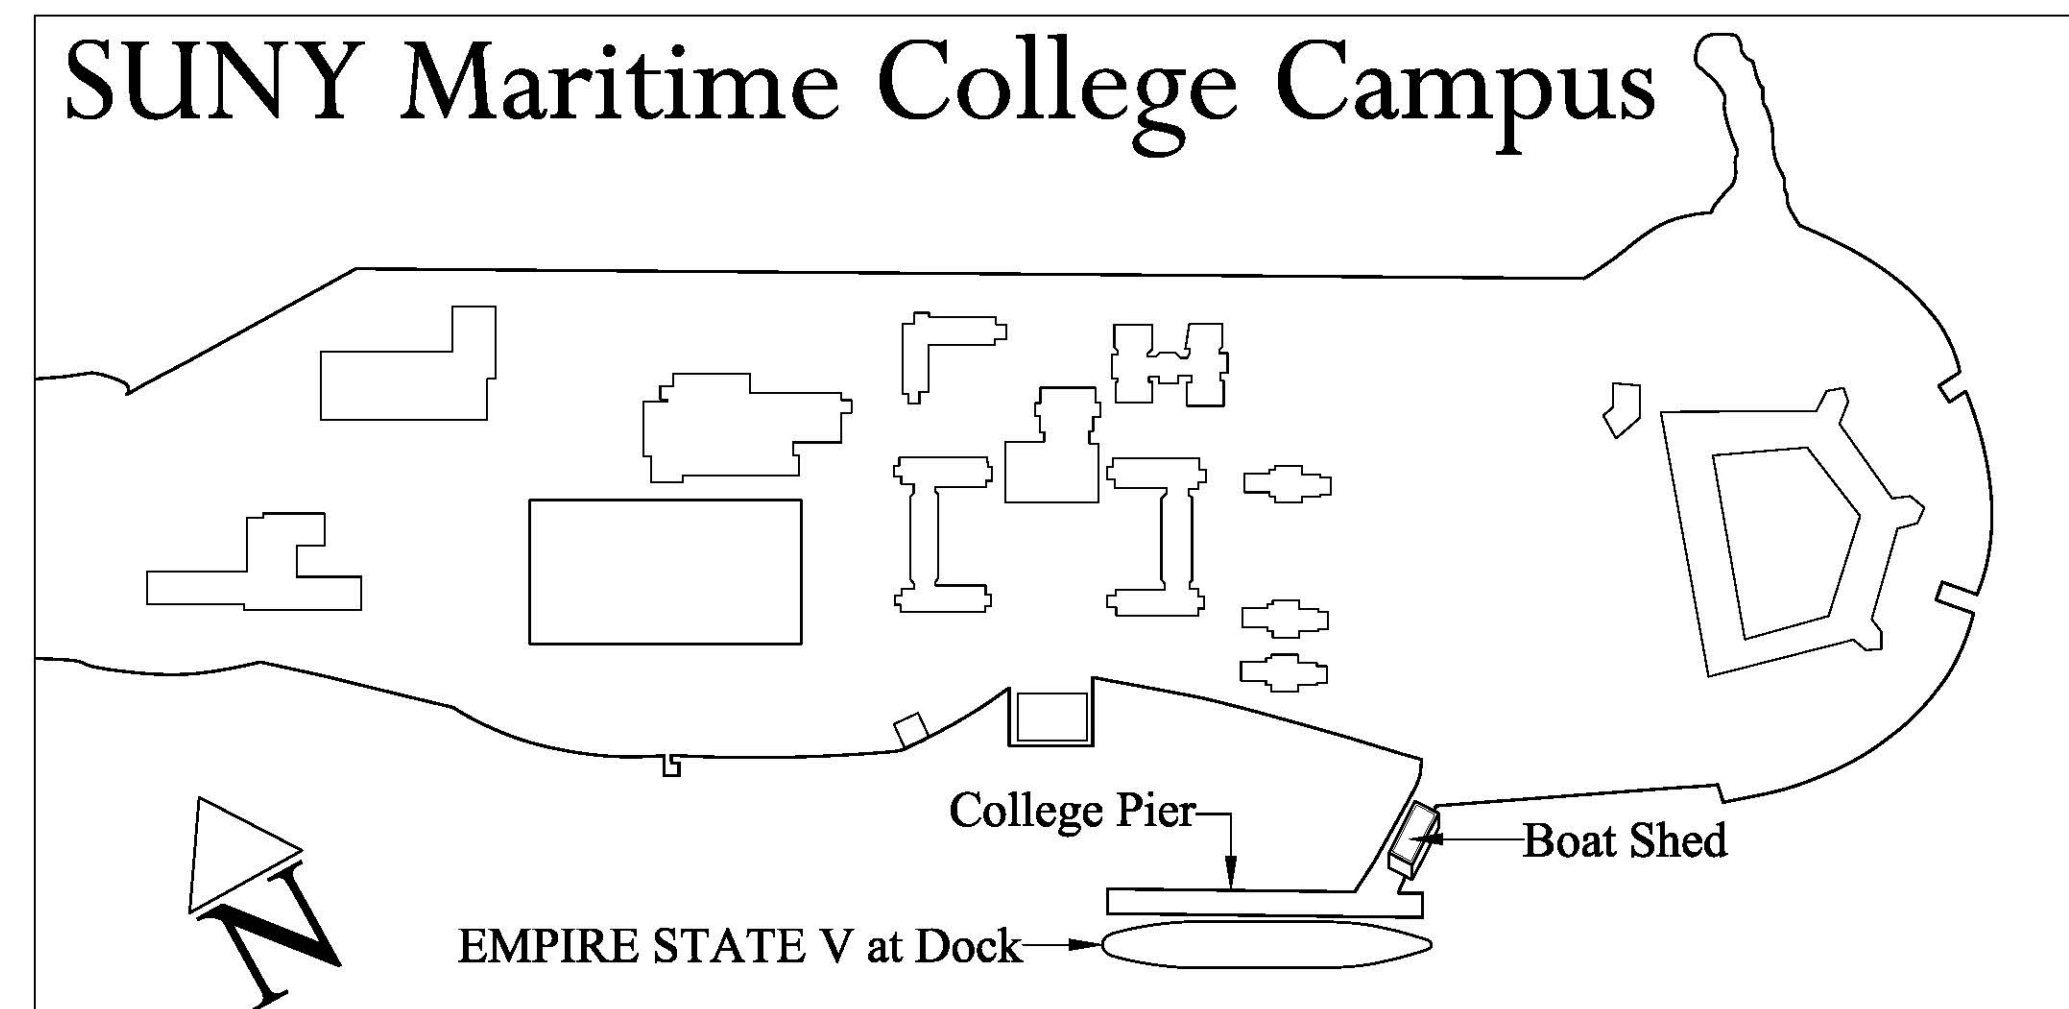 SUNY Maritime College Campus
College Pier
Boat Shed
EMPIRE STATE V at Dock
N